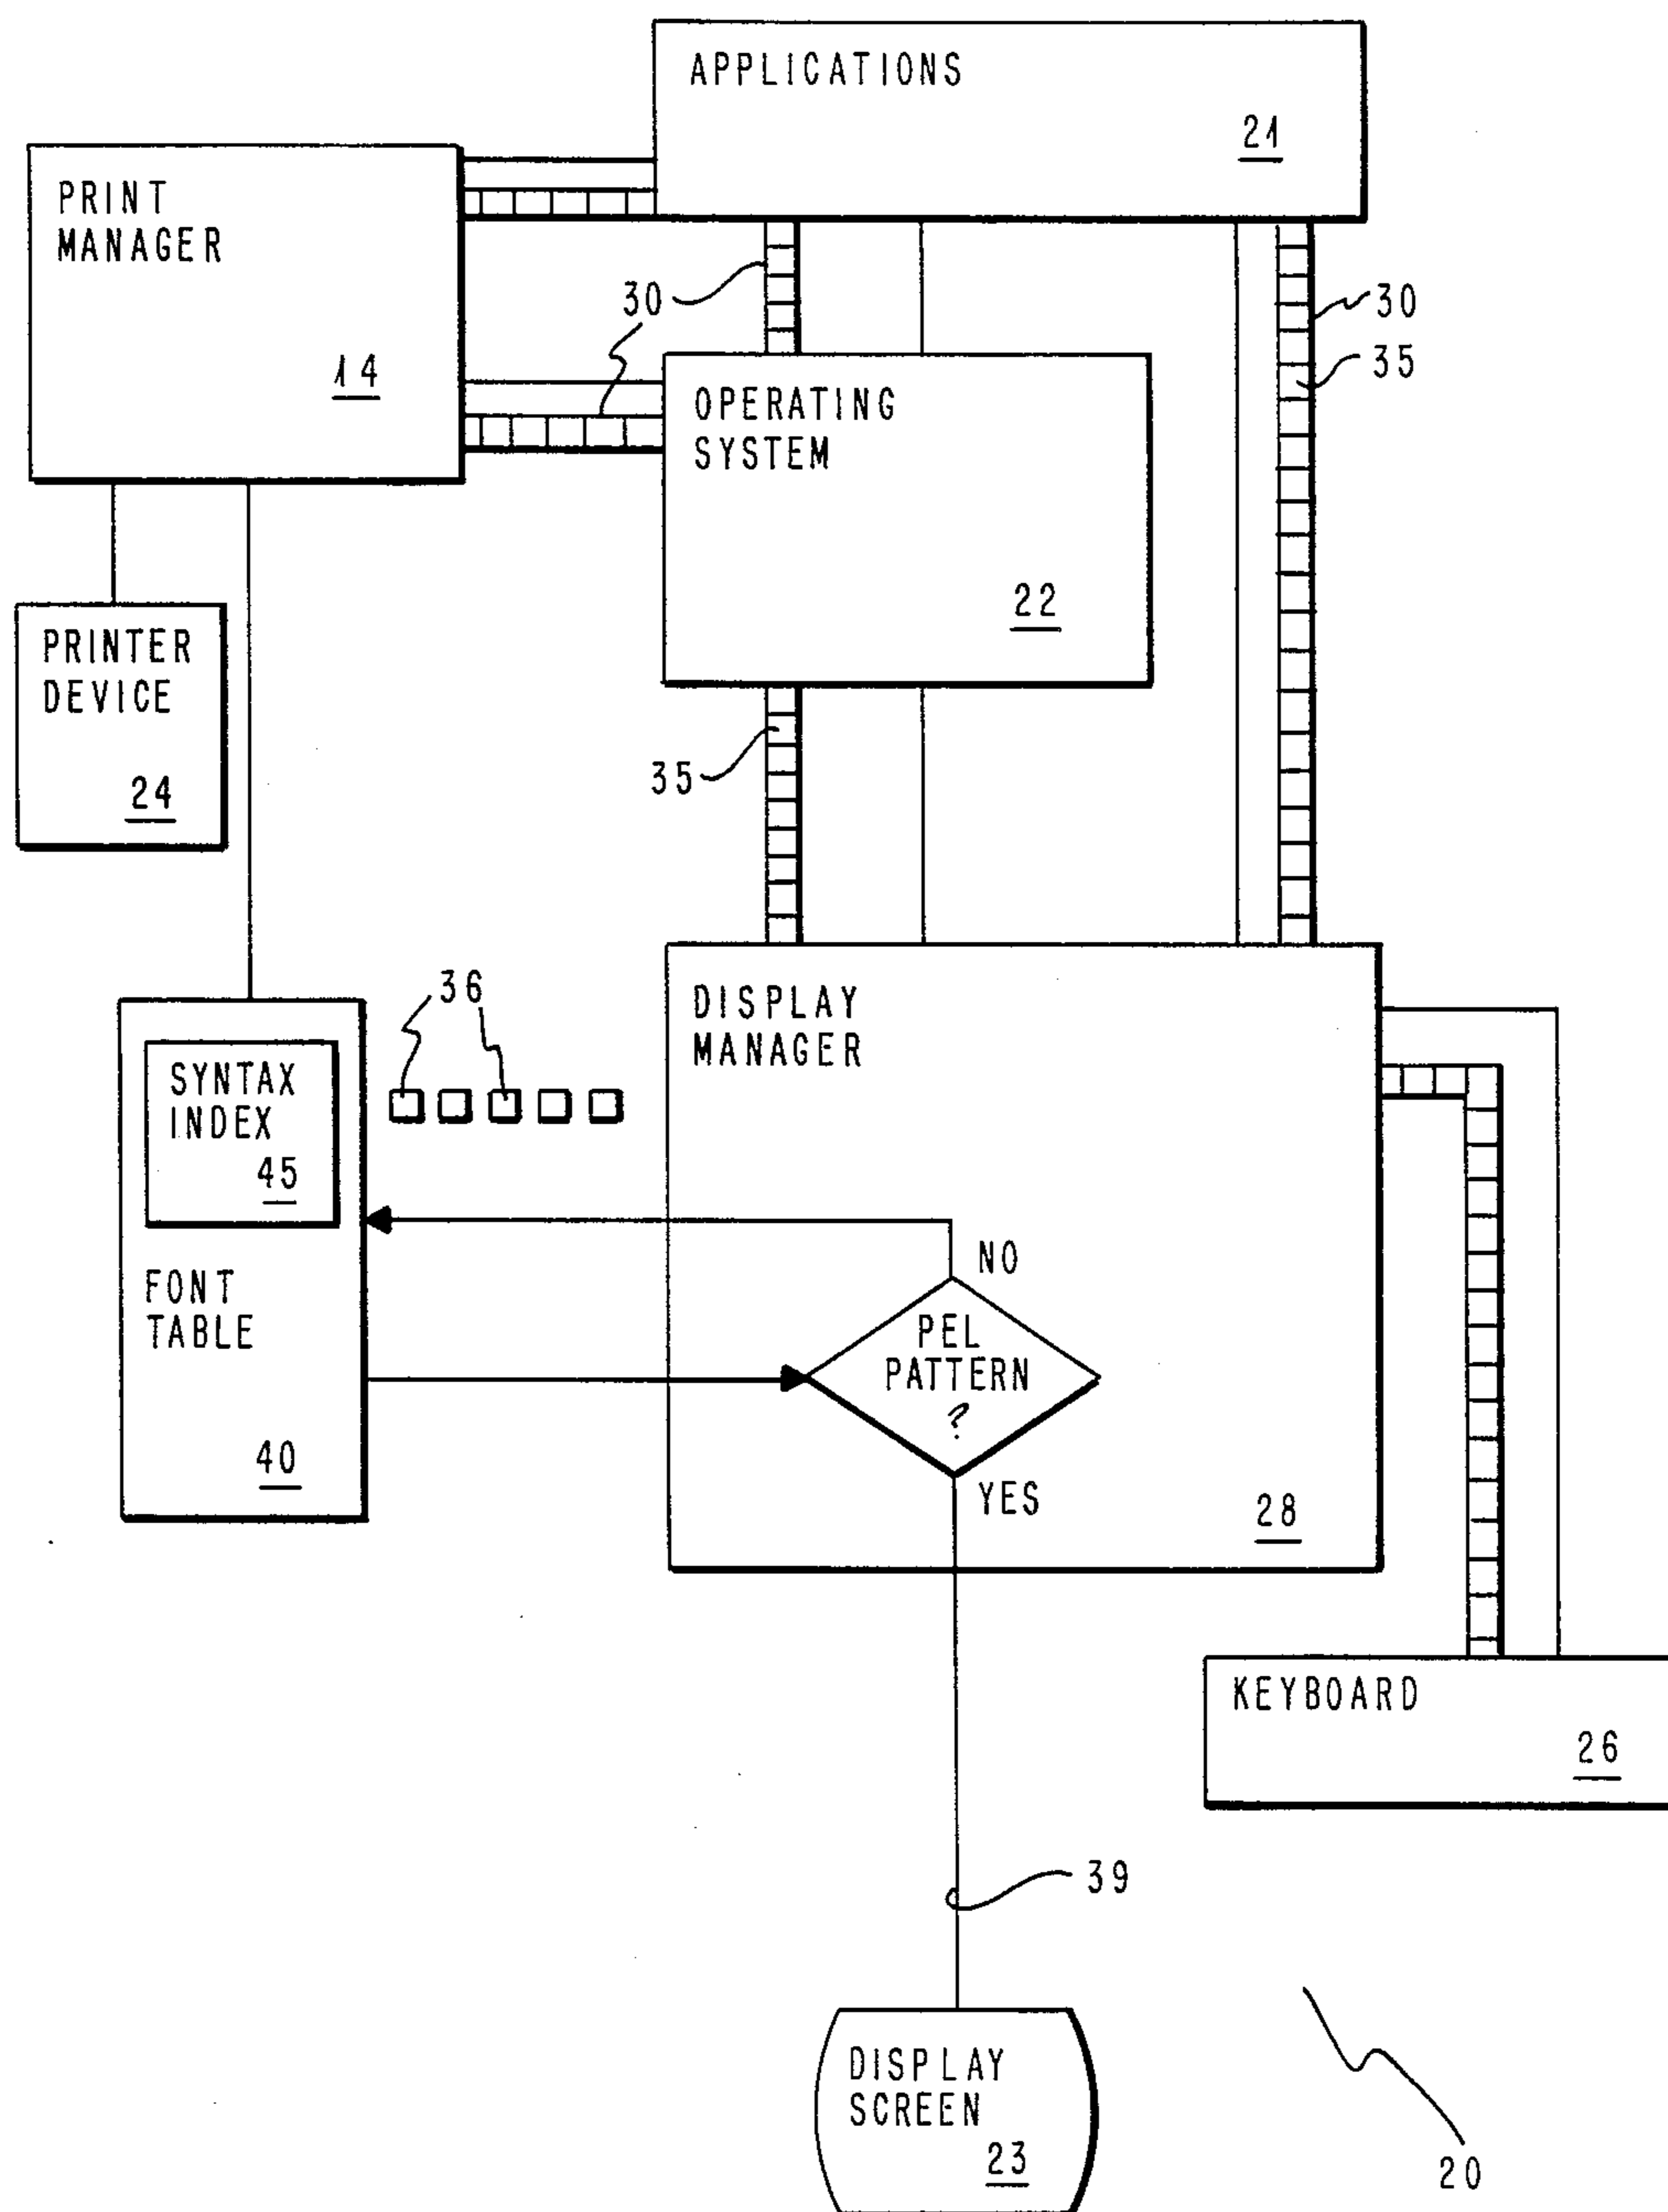 APPLICATIONS
21
PRINT
MANAGER
14
30
30
35
OPERATING
SYSTEM
22
PRINTER
DEVICE
24
35
36
DISPLAY
MANAGER
SYNTAX
INDEX
45
NO
FONT
TABLE
PEL
PATTERN
?
40
YES
28
KEYBOARD
26
39
DISPLAY
SCREEN
23
20